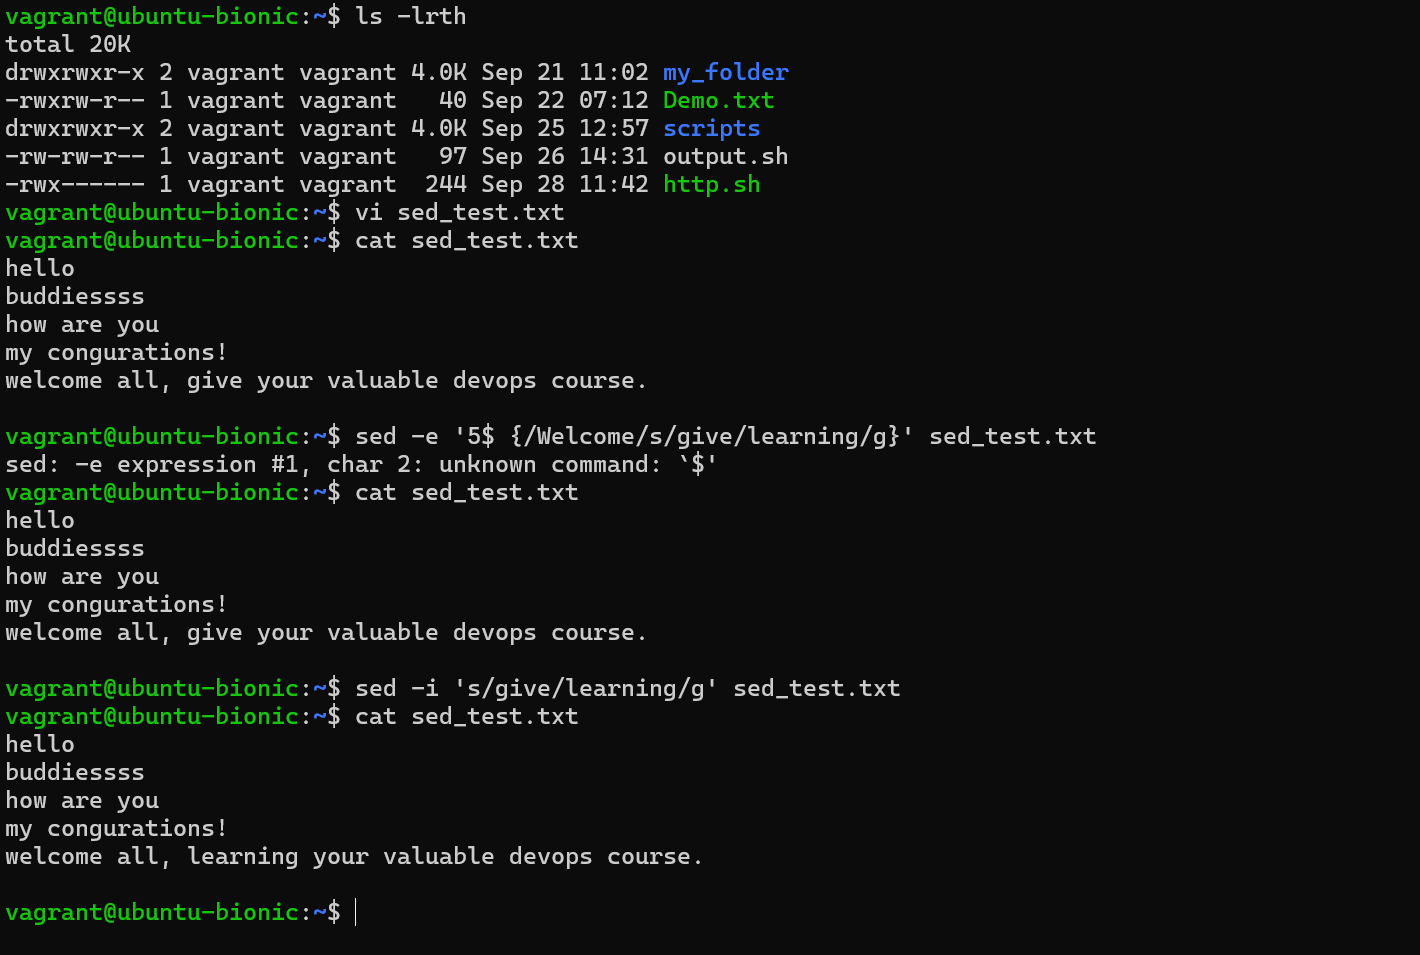 vagrant@ubuntu-bionic:~$ ls -lrth
total 20K
drwxrwxr-x 2 vagrant vagrant 4.0K Sep 21 11:02 my_folder
-rwxrw-r-- 1 vagrant vagrant   40 Sep 22 07:12 Demo.txt
drwxrwxr-x 2 vagrant vagrant 4.0K Sep 25 12:57 scripts
-rw-rw-r-- 1 vagrant vagrant   97 Sep 26 14:31 output.sh
-rwx------ 1 vagrant vagrant  244 Sep 28 11:42 http.sh
vagrant@ubuntu-bionic:~$ vi sed_test.txt
vagrant@ubuntu-bionic:~$ cat sed_test.txt
hello
buddiessss
how are you
my congurations!
welcome all, give your valuable devops course.

vagrant@ubuntu-bionic:~$ sed -e '5$ {/Welcome/s/give/learning/g}' sed_test.txt
sed: -e expression #1, char 2: unknown command: `$'
vagrant@ubuntu-bionic:~$ cat sed_test.txt
hello
buddiessss
how are you
my congurations!
welcome all, give your valuable devops course.

vagrant@ubuntu-bionic:~$ sed -i 's/give/learning/g' sed_test.txt
vagrant@ubuntu-bionic:~$ cat sed_test.txt
hello
buddiessss
how are you
my congurations!
welcome all, learning your valuable devops course.

vagrant@ubuntu-bionic:~$